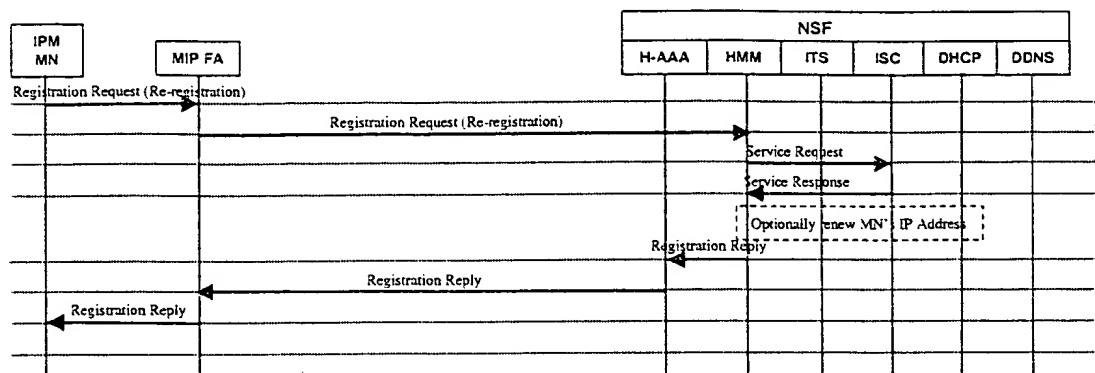 NSF
IPM
MN
MIP FA
H-AAA
HMM
ITS
ISC
DHCP
DDNS
Registration Request (Re-registration)
Registration Request (Re-registration)
Service Request
Service Response
Optionally renew MN's IP Address
Registration Reply
Registration Reply
Registration Reply